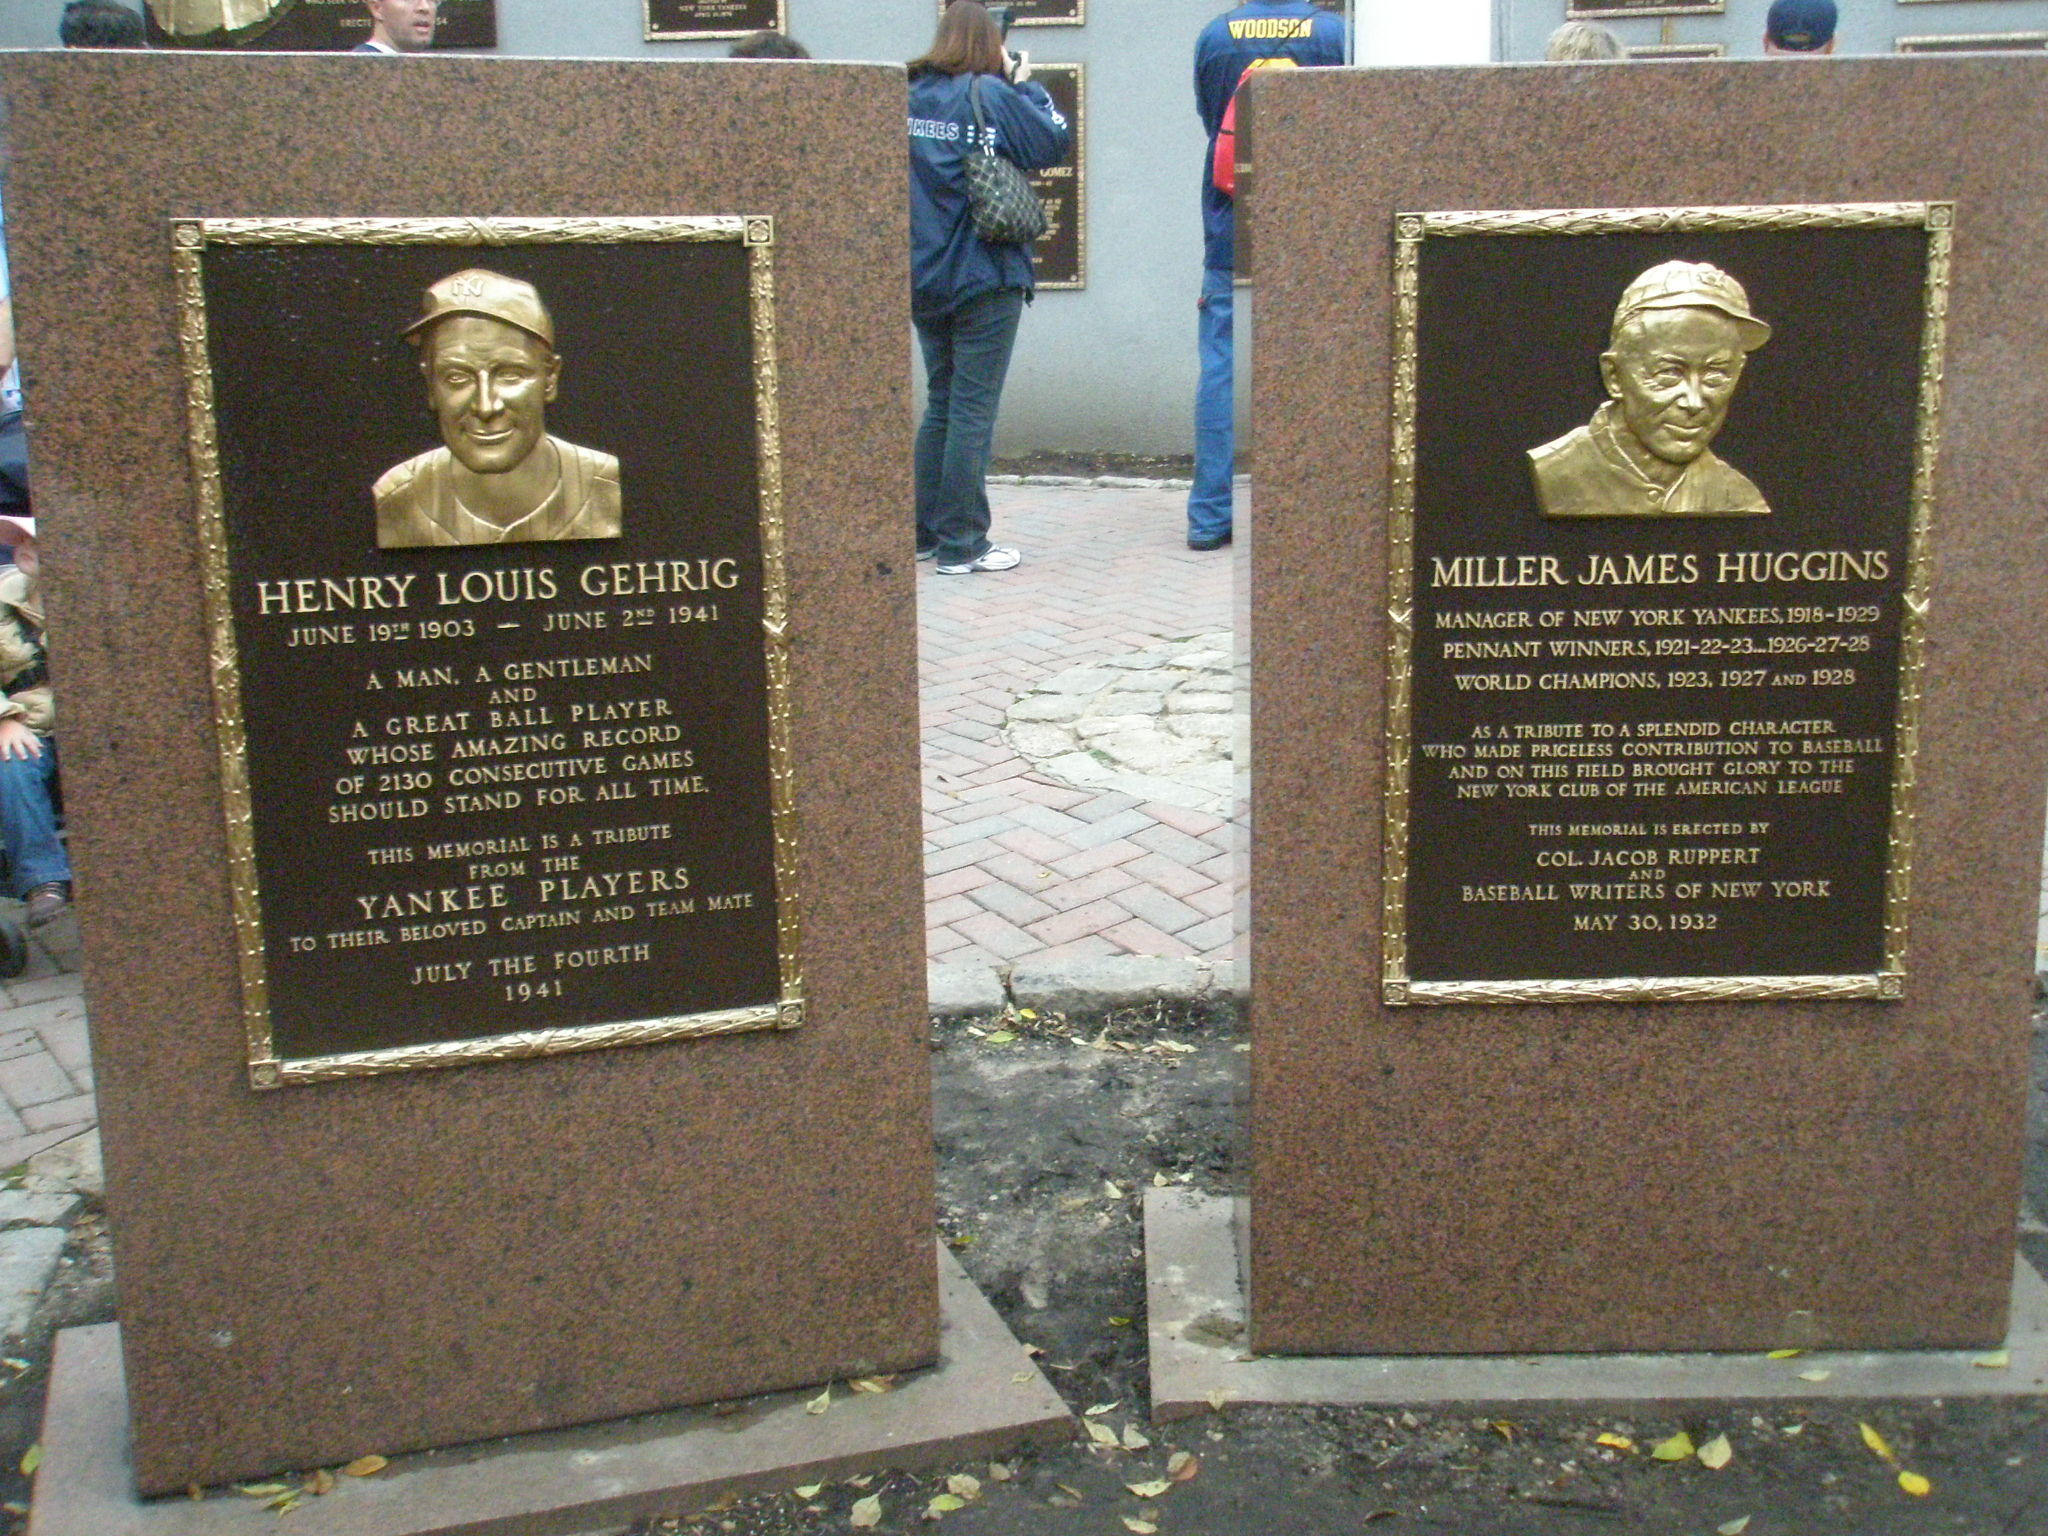 ERECTE
NEW YORK YANKEES
WOODSON
NKEES
GOMEZ
NY
HENRY LOUIS GEHRIG
JUNE 19TH 1903 — JUNE 2ND 1941
A MAN, A GENTLEMAN
AND
A GREAT BALL PLAYER
WHOSE AMAZING RECORD
OF 2130 CONSECUTIVE GAMES
SHOULD STAND FOR ALL TIME.
THIS MEMORIAL IS A TRIBUTE
FROM THE
YANKEE PLAYERS
TO THEIR BELOVED CAPTAIN AND TEAM MATE
JULY THE FOURTH
1941
MILLER JAMES HUGGINS
MANAGER OF NEW YORK YANKEES, 1918-1929
PENNANT WINNERS, 1921-22-23...1926-27-28
WORLD CHAMPIONS, 1923, 1927 AND 1928
AS A TRIBUTE TO A SPLENDID CHARACTER
WHO MADE PRICELESS CONTRIBUTION TO BASEBALL
AND ON THIS FIELD BROUGHT GLORY TO THE
NEW YORK CLUB OF THE AMERICAN LEAGUE
THIS MEMORIAL IS ERECTED BY
COL. JACOB RUPPERT
AND
BASEBALL WRITERS OF NEW YORK
MAY 30, 1932